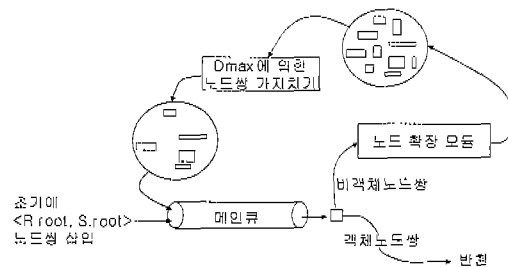 Dmax에 의한
노드쌍 가지치기
노드 확장 모듈
비객체노드쌍
초기에
<R.root, S.root>
노드쌍 삽입
메인큐
객체노드쌍
반환